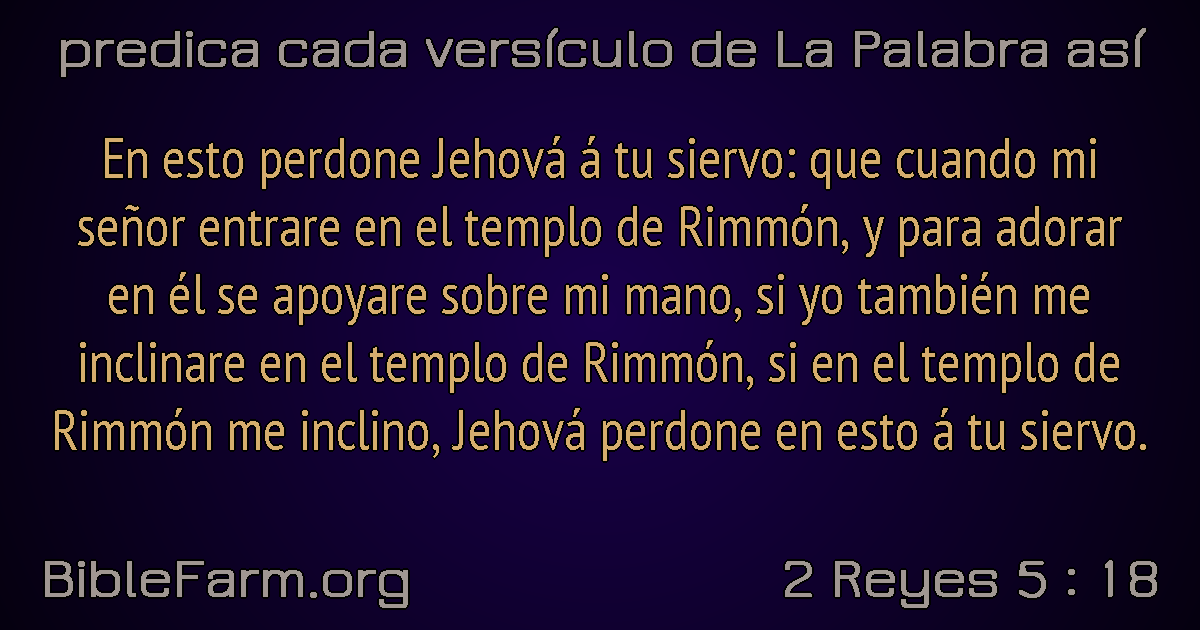 predica cada versículo de La Palabra así
En esto perdone Jehová á tu siervo: que cuando mi
señor entrare en el templo de Rimmón, y para adorar
en él se apoyare sobre mi mano, si yo también me
inclinare en el templo de Rimmón, si en el templo de
Rimmón me inclino, Jehová perdone en esto á tu siervo.
BibleFarm.org
2 Reyes 5 : 18